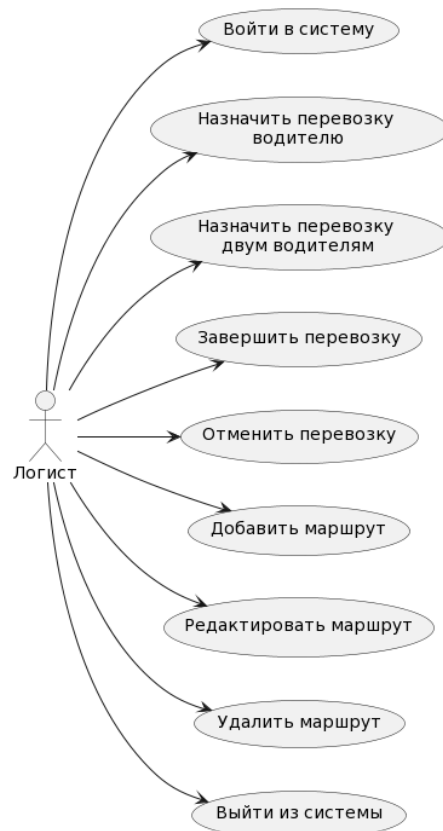 Войти в систему
Назначить перевозку
водителю
Назначить перевозку
двум водителям
Завершить перевозку
Отменить перевозку
Логист
Добавить маршрут
Редактировать маршрут
Удалить маршрут
Выйти из системы